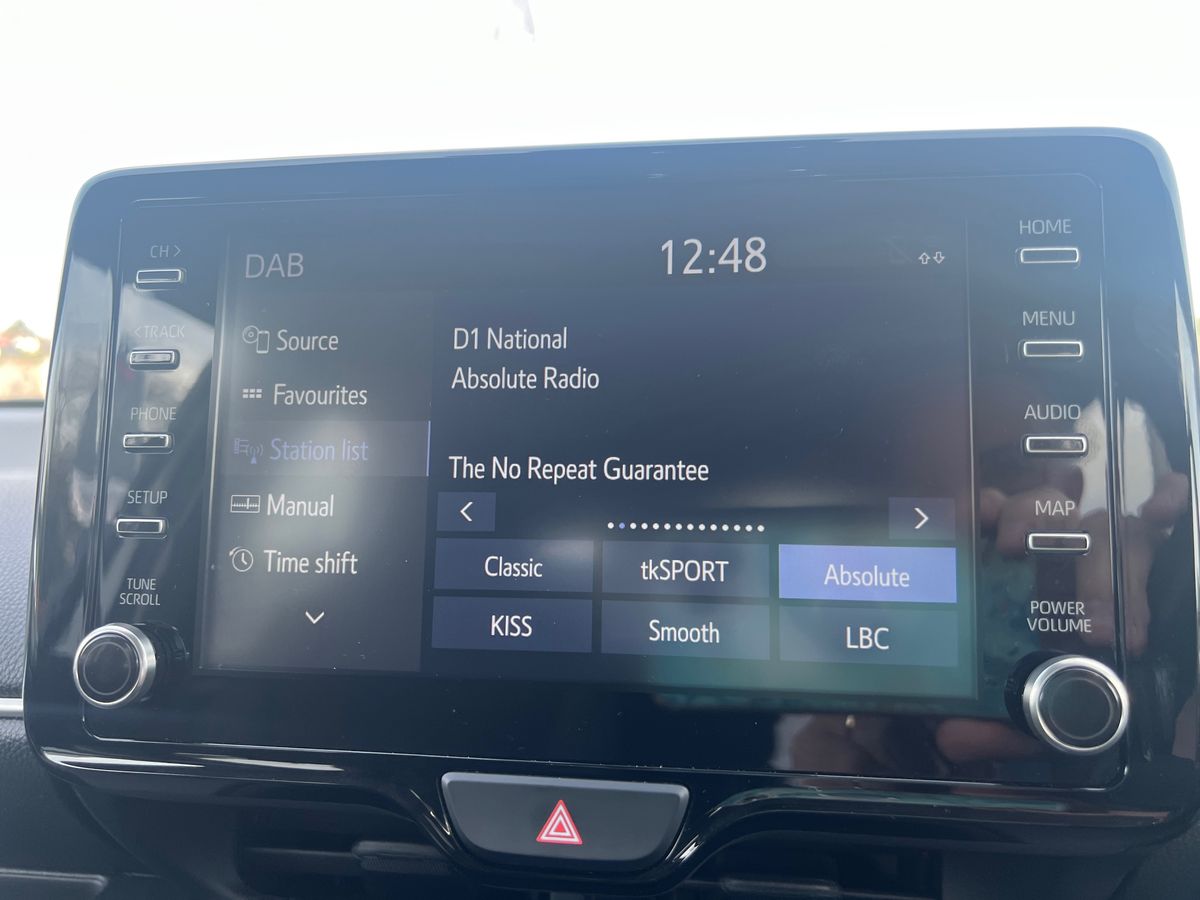 CH >
< TRACK
PHONE
SETUP
TUNE
SCROLL
DAB
12:48
Source
Favourites
Station list
Manual
Time shift
D1 National
Absolute Radio
The No Repeat Guarantee
Classic
tkSPORT
Absolute
KISS
Smooth
LBC
HOME
MENU
AUDIO
MAP
POWER
VOLUME